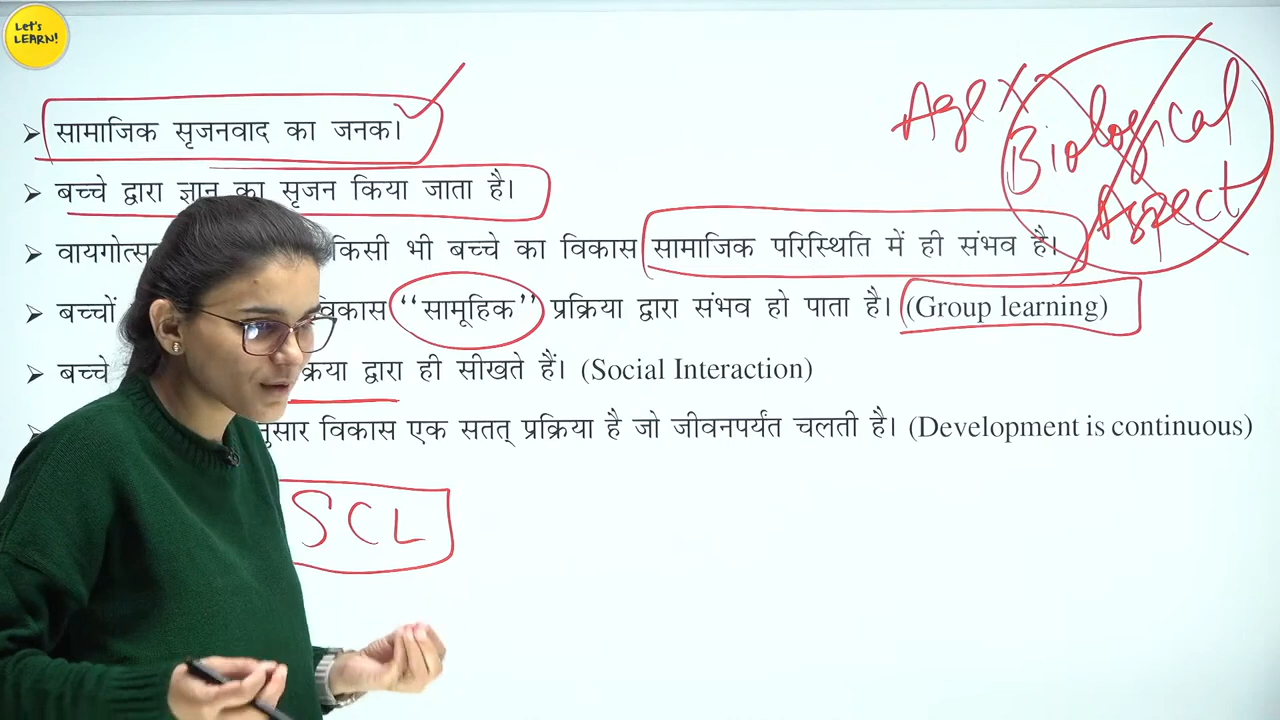 Let's
LEARN!
Age
Biological
Aspect
➤ सामाजिक सृजनवाद का जनक।
➤ बच्चे द्वारा ज्ञान का सृजन किया जाता है।
➤ किसी भी बच्चे का विकास सामाजिक परिस्थिति में ही संभव है।
➤ बच्चों विकास “सामूहिक” प्रक्रिया द्वारा संभव हो पाता है। (Group learning)
➤ बच्चे द्वारा ही सीखते हैं। (Social Interaction)
विकास एक सतत् प्रक्रिया है जो जीवनपर्यंत चलती है। (Development is continuous)
SCL